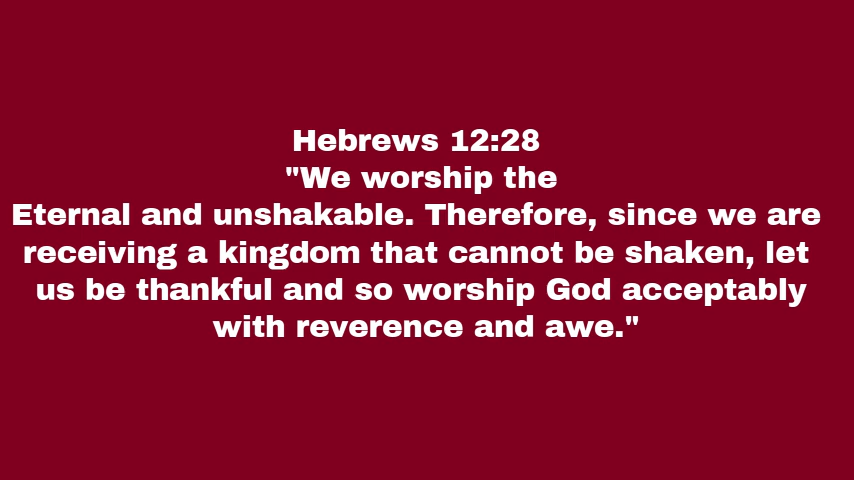 Hebrews 12:28
"We worship the
Eternal and unshakable. Therefore, since we are
receiving a kingdom that cannot be shaken, let
us be thankful and so worship God acceptably
with reverence and awe."